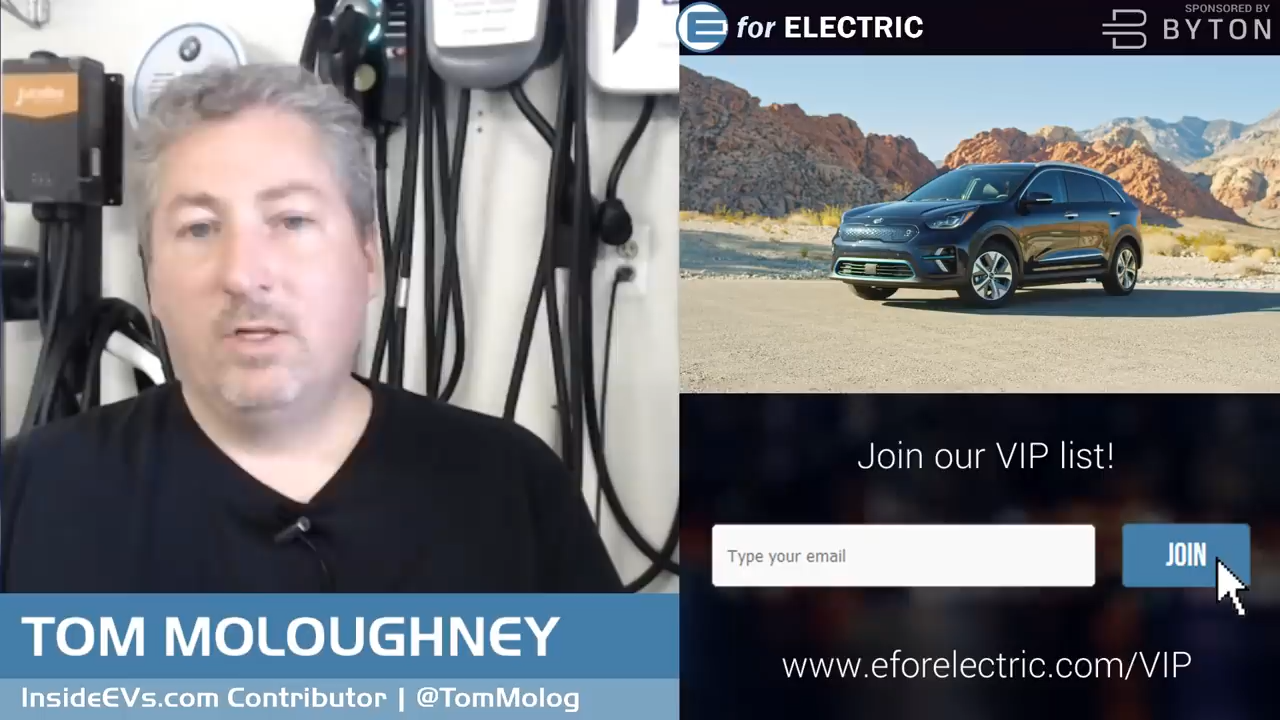 JuiceBox
for ELECTRIC
SPONSORED BY
BYTON
Join our VIP list!
Type your email
JOIN
www.eforelectric.com/VIP
TOM MOLOUGHNEY
InsideEVs.com Contributor | @TomMolog